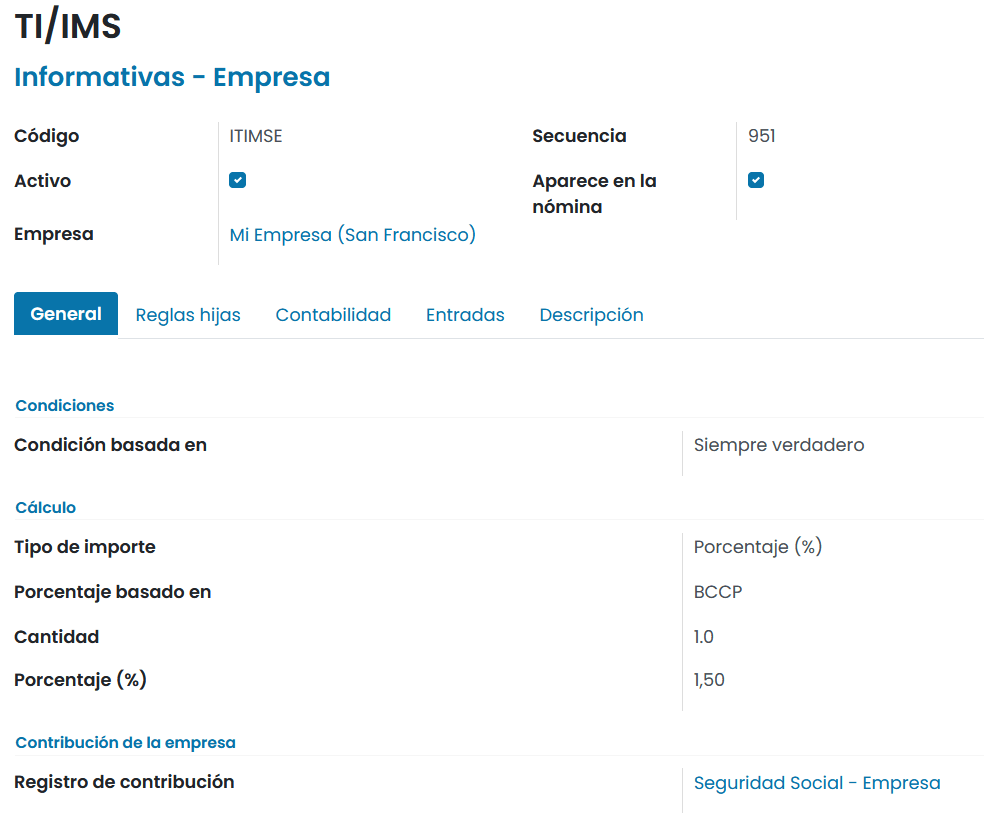 TI/IMS
Informativas - Empresa
Código ITIMSE Secuencia 951
Activo Aparece en la nómina
Empresa Mi Empresa (San Francisco)
General Reglas hijas Contabilidad Entradas Descripción
Condiciones
Condición basada en Siempre verdadero
Cálculo
Tipo de importe Porcentaje (%)
Porcentaje basado en BCCP
Cantidad 1.0
Porcentaje (%) 1,50
Contribución de la empresa
Registro de contribución Seguridad Social - Empresa